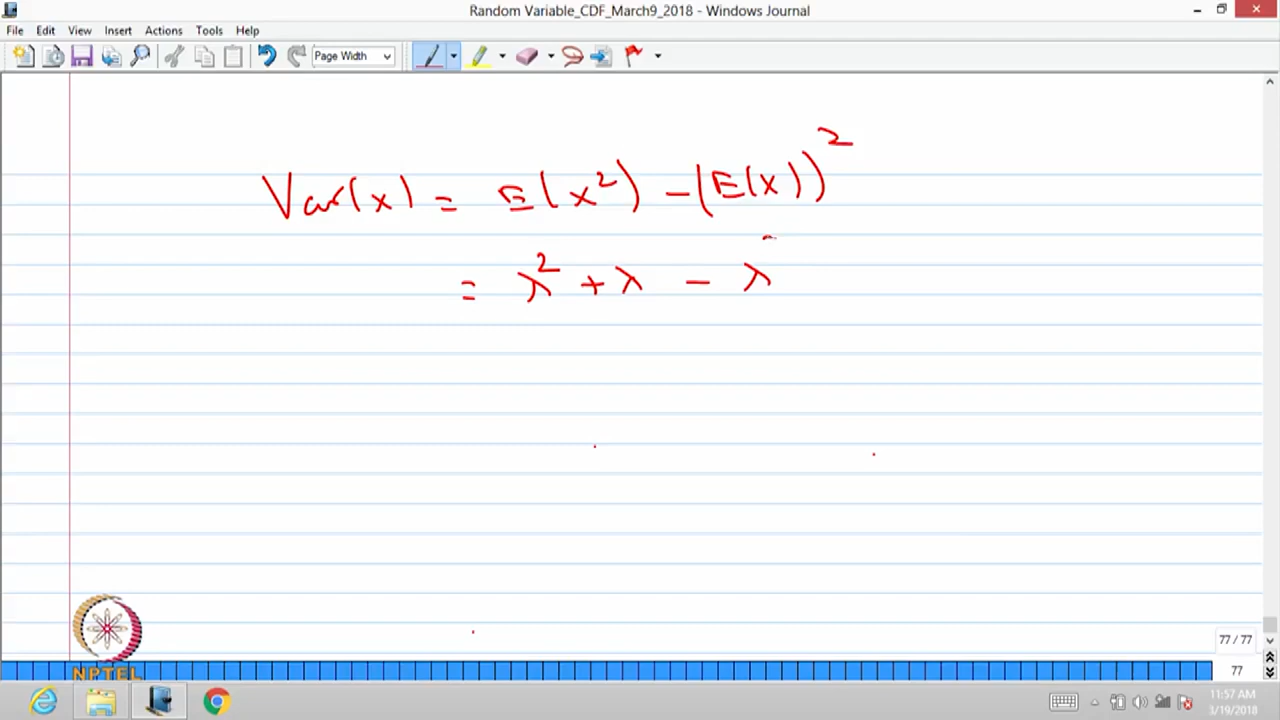 Random Variable_CDF_March9_2018 - Windows Journal
File Edit View Insert Actions Tools Help
Page Width
Var(x) = E(x²) - (E(x))²
= λ² + λ - λ
77 / 77
77
NPTEL
11:57 AM
3/19/2018